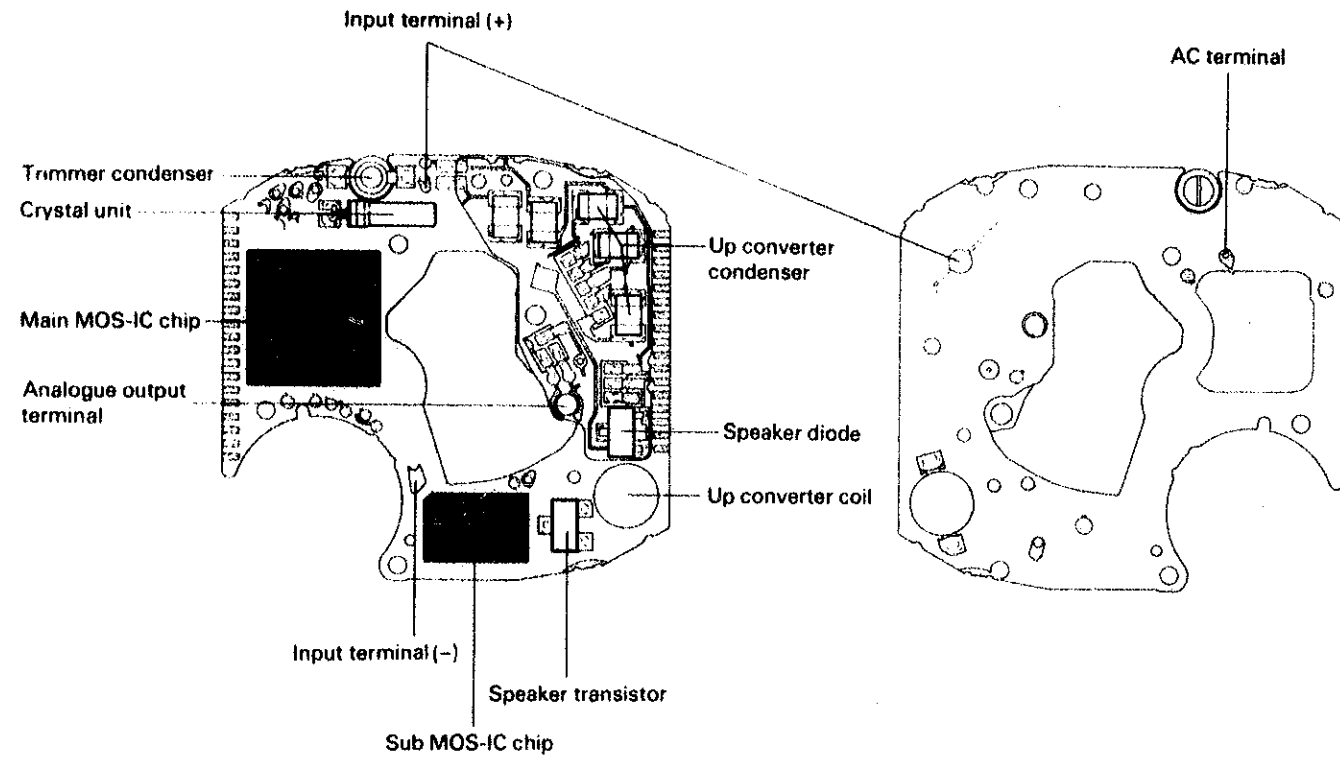 Input terminal (+)
AC terminal
Trimmer condenser
Crystal unit
Up converter
condenser
Main MOS-IC chip
Analogue output
terminal
Speaker diode
Up converter coil
Input terminal (−)
Speaker transistor
Sub MOS-IC chip